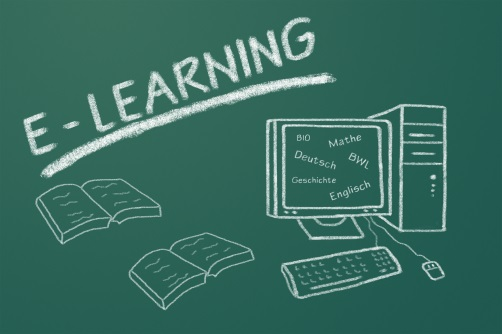 E-LEARNING
BIO
Mathe
Deutsch
BWL
Geschichte
Englisch